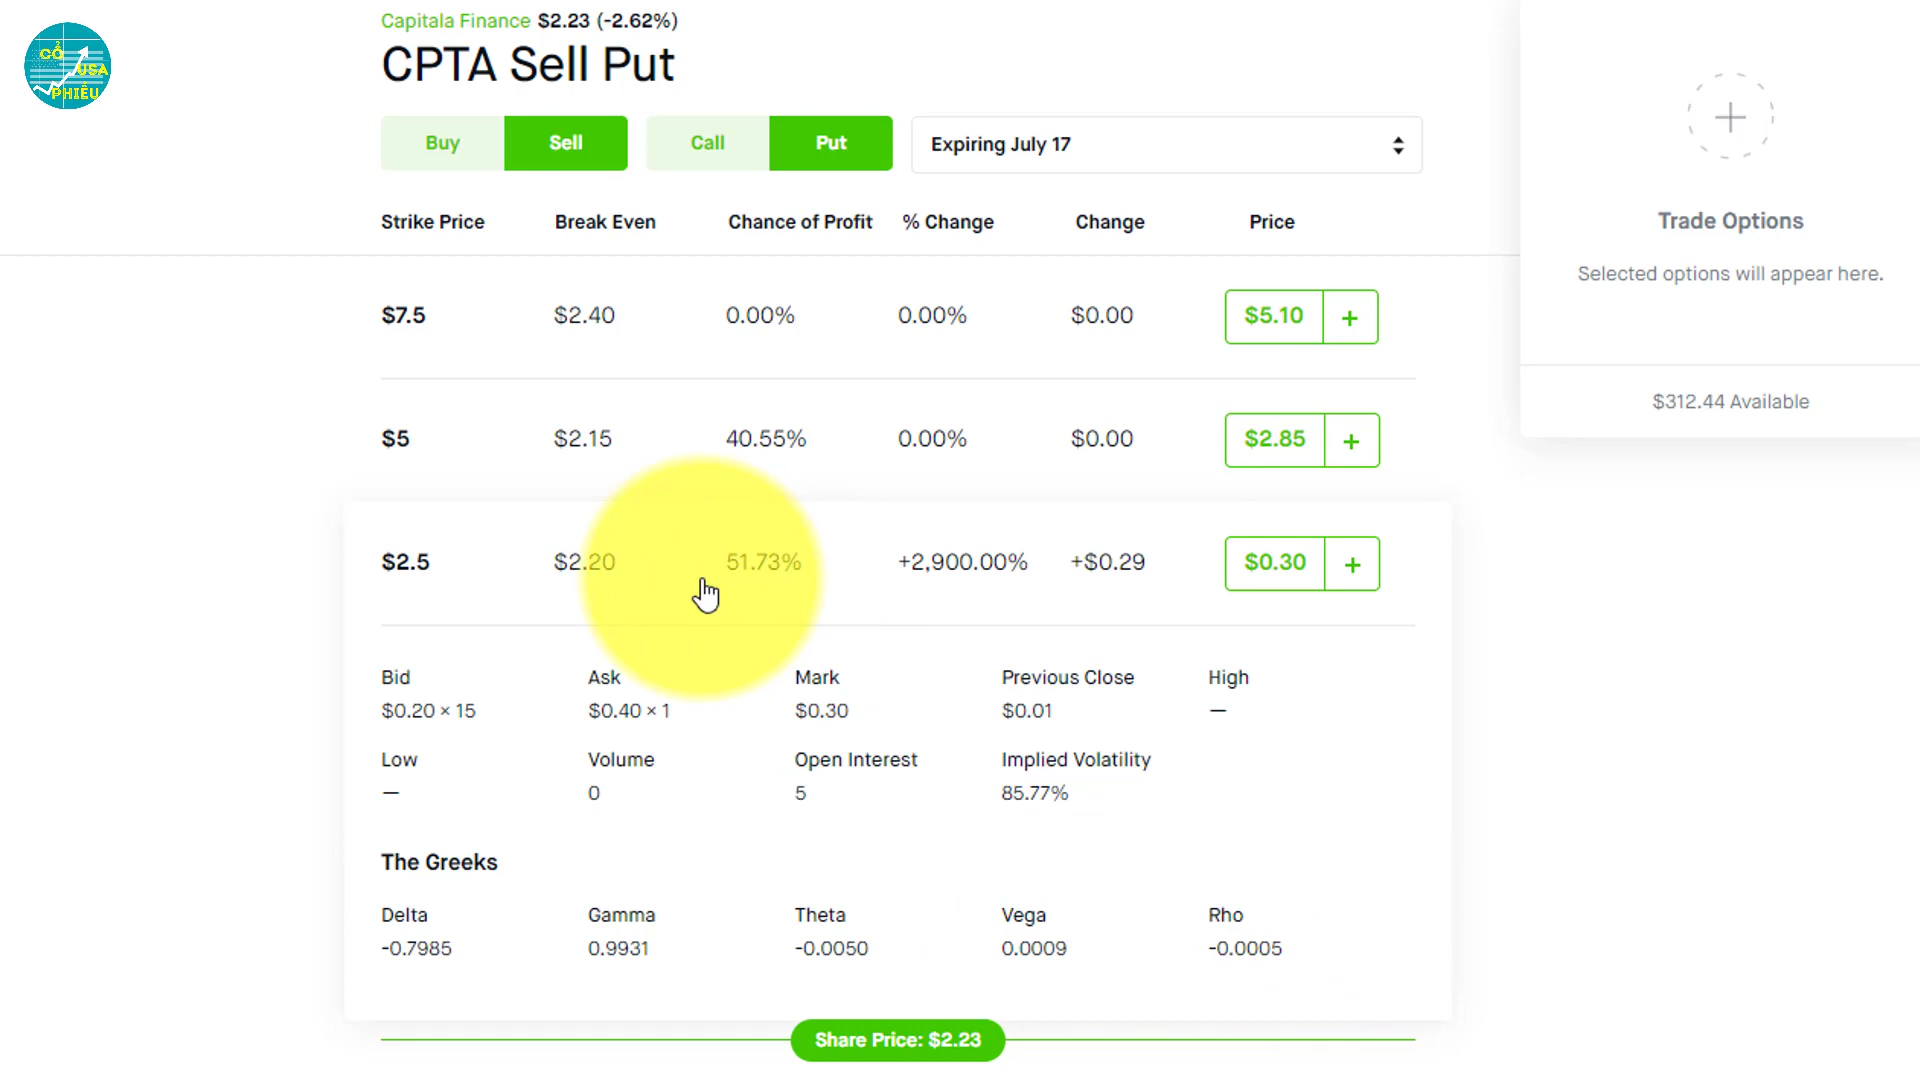 CỔ
USA
PHIẾU
Capitala Finance $2.23 (-2.62%)
CPTA Sell Put
Buy Sell Call Put Expiring July 17
Strike Price Break Even Chance of Profit % Change Change Price
$7.5 $2.40 0.00% 0.00% $0.00 $5.10 +
$5 $2.15 40.55% 0.00% $0.00 $2.85 +
$2.5 $2.20 51.73% +2,900.00% +$0.29 $0.30 +
Bid Ask Mark Previous Close High
$0.20 × 15 $0.40 × 1 $0.30 $0.01 —
Low Volume Open Interest Implied Volatility
— 0 5 85.77%
The Greeks
Delta Gamma Theta Vega Rho
-0.7985 0.9931 -0.0050 0.0009 -0.0005
Share Price: $2.23
+
Trade Options
Selected options will appear here.
$312.44 Available